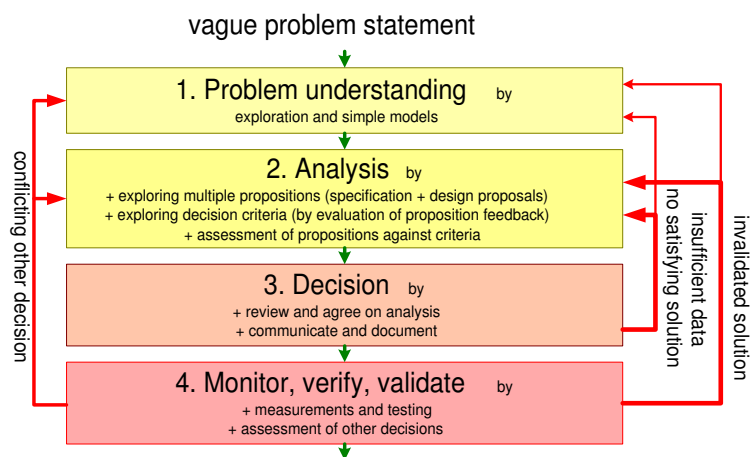 vague problem statement
1. Problem understanding by
exploration and simple models
2. Analysis by
+ exploring multiple propositions (specification + design proposals)
+ exploring decision criteria (by evaluation of proposition feedback)
+ assessment of propositions against criteria
3. Decision by
+ review and agree on analysis
+ communicate and document
4. Monitor, verify, validate by
+ measurements and testing
+ assessment of other decisions
conflicting other decision
insufficient data
no satisfying solution
invalidated solution